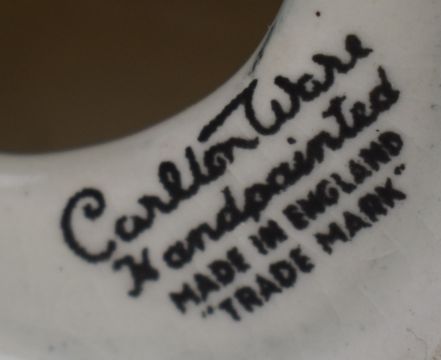 Carlton Ware
Handpainted
MADE IN ENGLAND
"TRADE MARK"